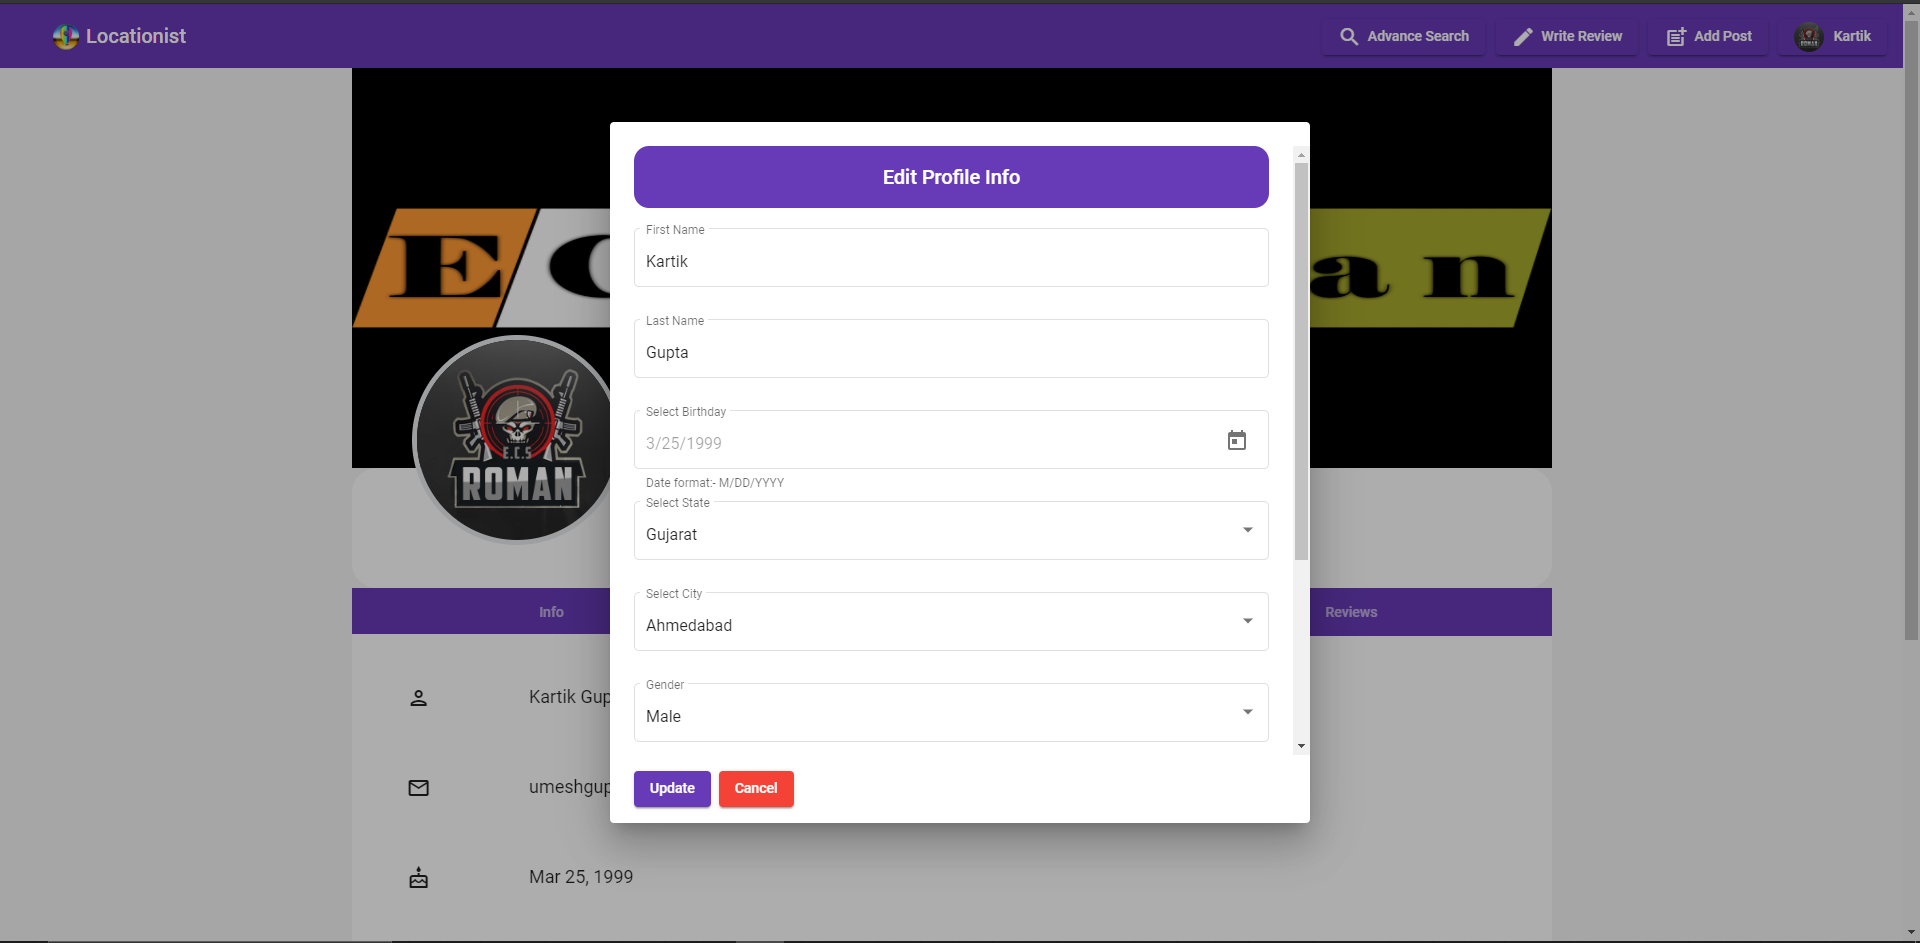 Locationist
Advance Search
Write Review
Add Post
Kartik
E
a n
E.C.S
ROMAN
Edit Profile Info
First Name
Kartik
Last Name
Gupta
Select Birthday
3/25/1999
Date format:- M/DD/YYYY
Select State
Gujarat
Select City
Ahmedabad
Gender
Male
Update
Cancel
Info
Reviews
Kartik Gup
umeshgup
Mar 25, 1999